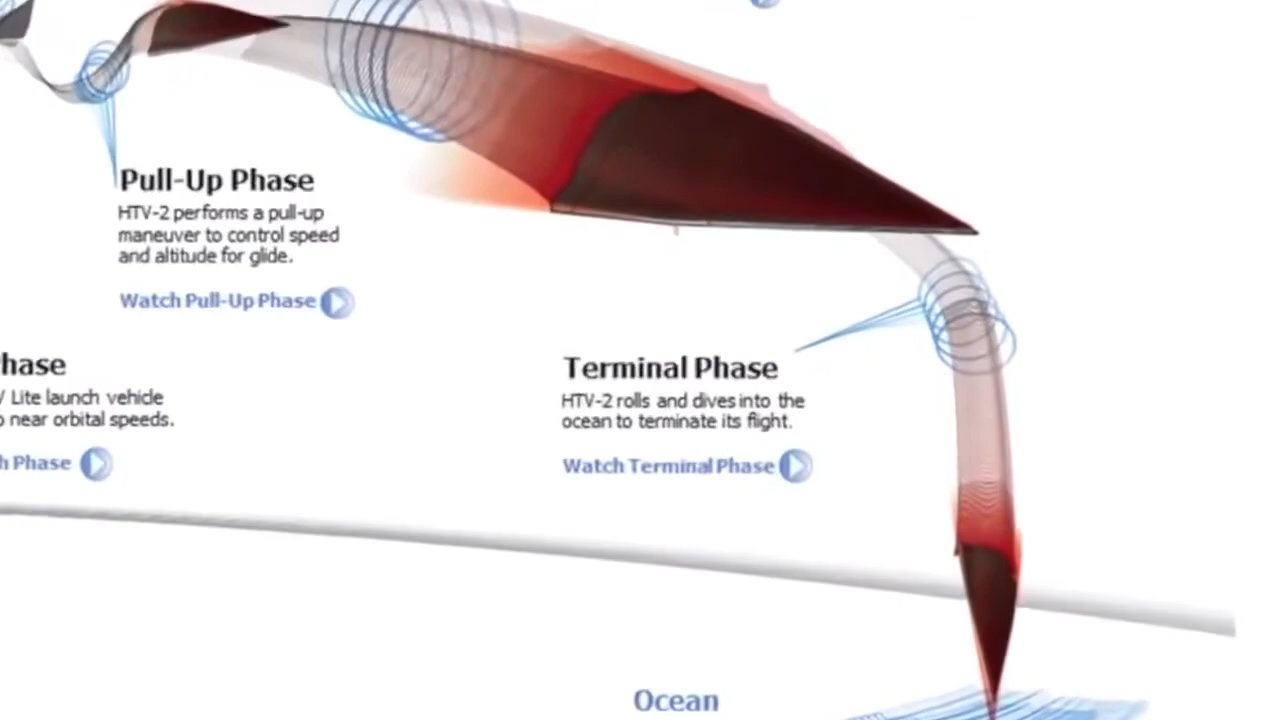 Pull-Up Phase
HTV-2 performs a pull-up
maneuver to control speed
and altitude for glide.
Watch Pull-Up Phase
Lite launch vehicle
near orbital speeds.
Phase
Terminal Phase
HTV-2 rolls and dives into the
ocean to terminate its flight.
Watch Terminal Phase
Ocean